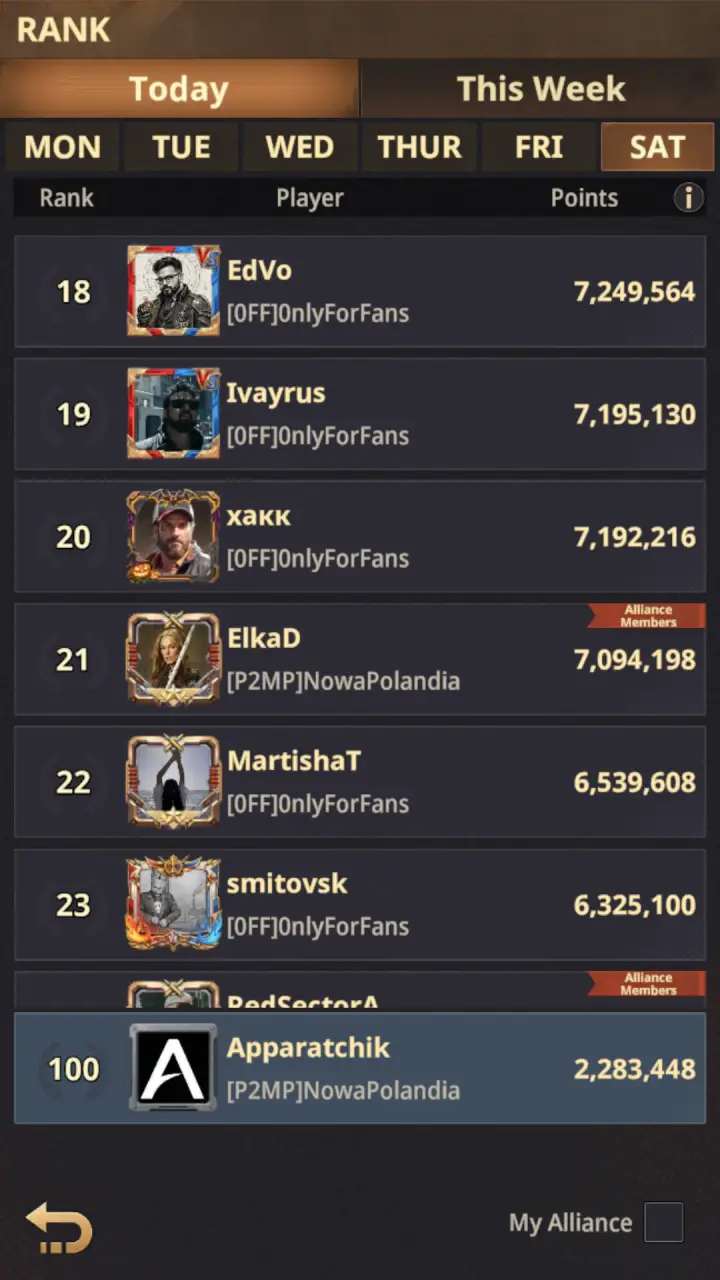 RANK
Today
This Week
MON TUE WED THUR FRI SAT
Rank Player Points
18
EdVo
[0FF]0nlyForFans
7,249,564
19
Ivayrus
[0FF]0nlyForFans
7,195,130
20
хакк
[0FF]0nlyForFans
7,192,216
Alliance
Members
21
ElkaD
[P2MP]NowaPolandia
7,094,198
22
MartishaT
[0FF]0nlyForFans
6,539,608
23
smitovsk
[0FF]0nlyForFans
6,325,100
Alliance
Members
RedSectorA
100
Apparatchik
[P2MP]NowaPolandia
2,283,448
My Alliance